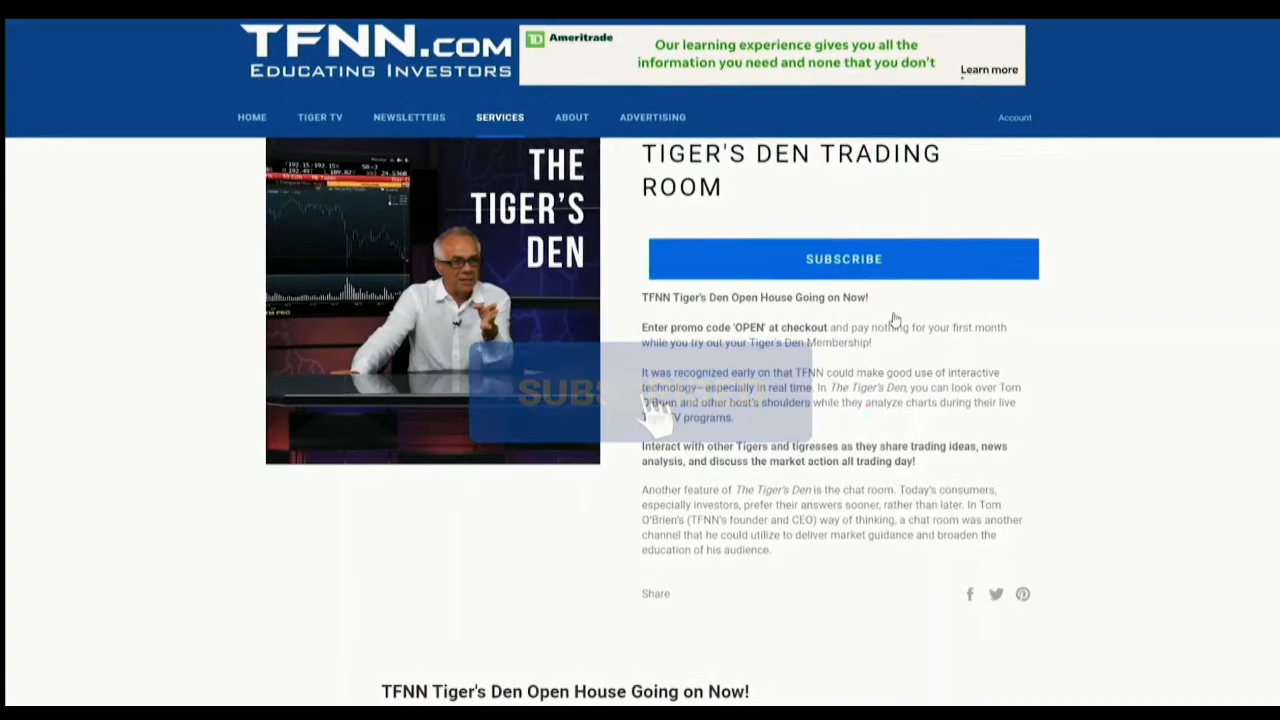 TFNN.COM
EDUCATING INVESTORS
TD Ameritrade
Our learning experience gives you all the
information you need and none that you don't
Learn more
HOME TIGER TV NEWSLETTERS SERVICES ABOUT ADVERTISING Account
THE
TIGER'S
DEN
TIGER'S DEN TRADING
ROOM
SUBSCRIBE
TFNN Tiger's Den Open House Going on Now!
Enter promo code 'OPEN' at checkout and pay nothing for your first month
while you try out your Tiger's Den Membership!
It was recognized early on that TFNN could make good use of interactive
technology—especially in real time. In The Tiger's Den, you can look over Tom
O'Brien and other host's shoulders while they analyze charts during their live
TV programs.
Interact with other Tigers and tigresses as they share trading ideas, news
analysis, and discuss the market action all trading day!
Another feature of The Tiger's Den is the chat room. Today's consumers,
especially investors, prefer their answers sooner, rather than later. In Tom
O'Brien's (TFNN's founder and CEO) way of thinking, a chat room was another
channel that he could utilize to deliver market guidance and broaden the
education of his audience.
Share
TFNN Tiger's Den Open House Going on Now!